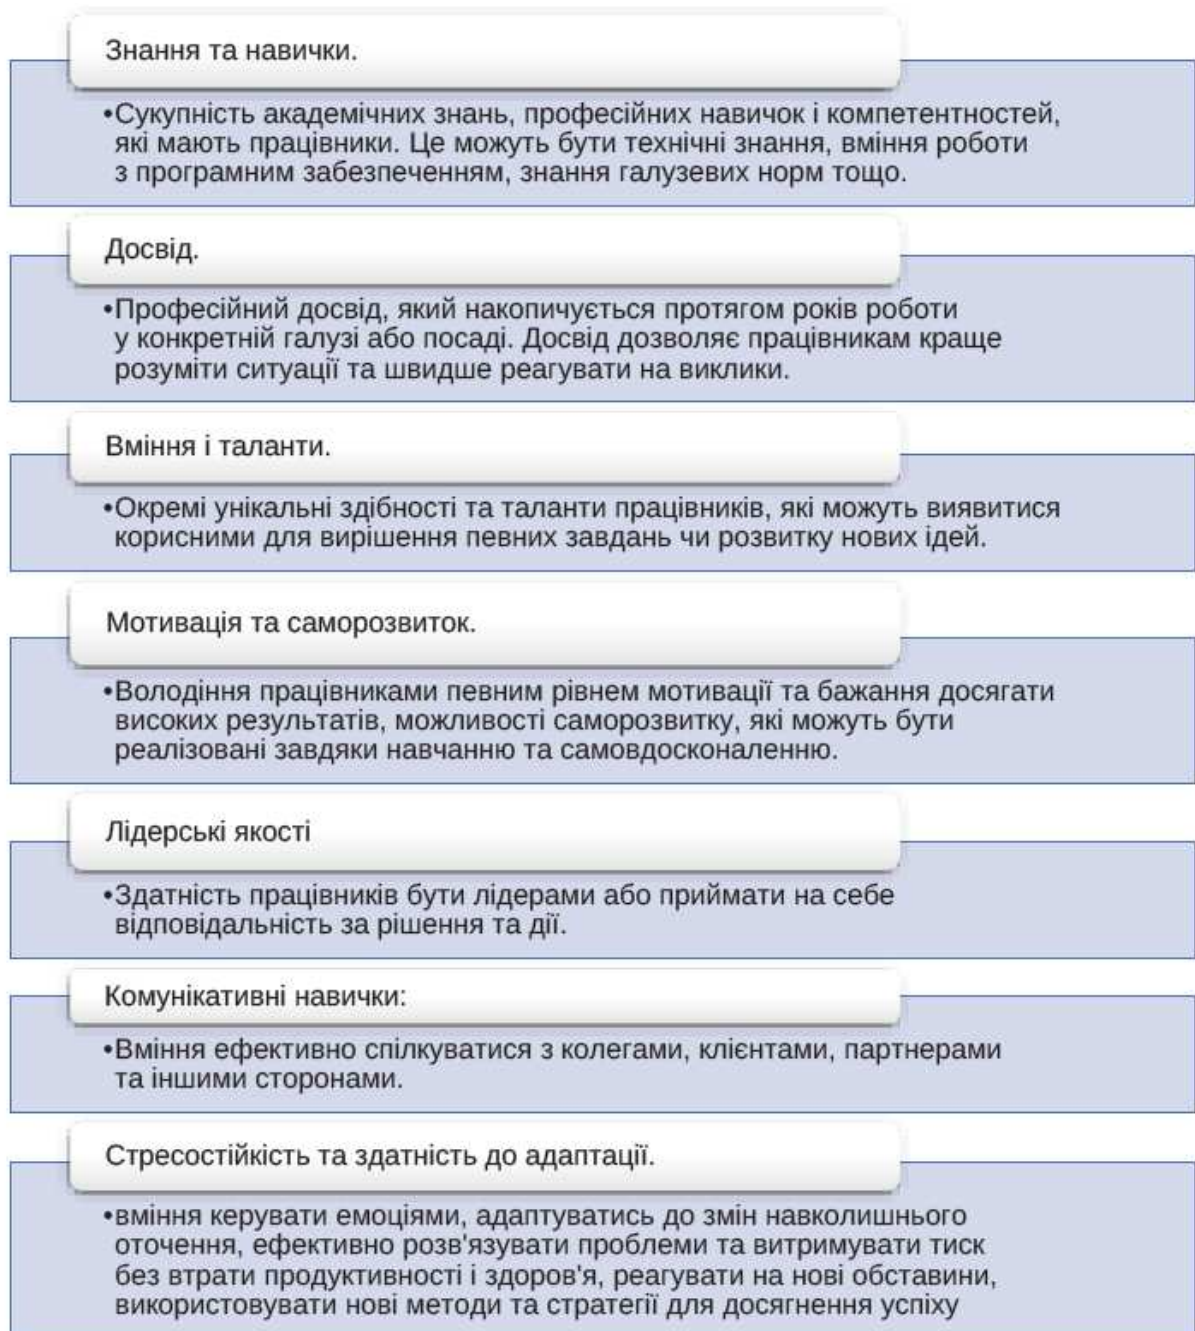 Знання та навички.
•Сукупність академічних знань, професійних навичок і компетентностей,
які мають працівники. Це можуть бути технічні знання, вміння роботи
з програмним забезпеченням, знання галузевих норм тощо.
Досвід.
•Професійний досвід, який накопичується протягом років роботи
у конкретній галузі або посаді. Досвід дозволяє працівникам краще
розуміти ситуації та швидше реагувати на виклики.
Вміння і таланти.
•Окремі унікальні здібності та таланти працівників, які можуть виявитися
корисними для вирішення певних завдань чи розвитку нових ідей.
Мотивація та саморозвиток.
•Володіння працівниками певним рівнем мотивації та бажання досягати
високих результатів, можливості саморозвитку, які можуть бути
реалізовані завдяки навчанню та самовдосконаленню.
Лідерські якості
•Здатність працівників бути лідерами або приймати на себе
відповідальність за рішення та дії.
Комунікативні навички:
•Вміння ефективно спілкуватися з колегами, клієнтами, партнерами
та іншими сторонами.
Стресостійкість та здатність до адаптації.
•вміння керувати емоціями, адаптуватись до змін навколишнього
оточення, ефективно розв'язувати проблеми та витримувати тиск
без втрати продуктивності і здоров'я, реагувати на нові обставини,
використовувати нові методи та стратегії для досягнення успіху